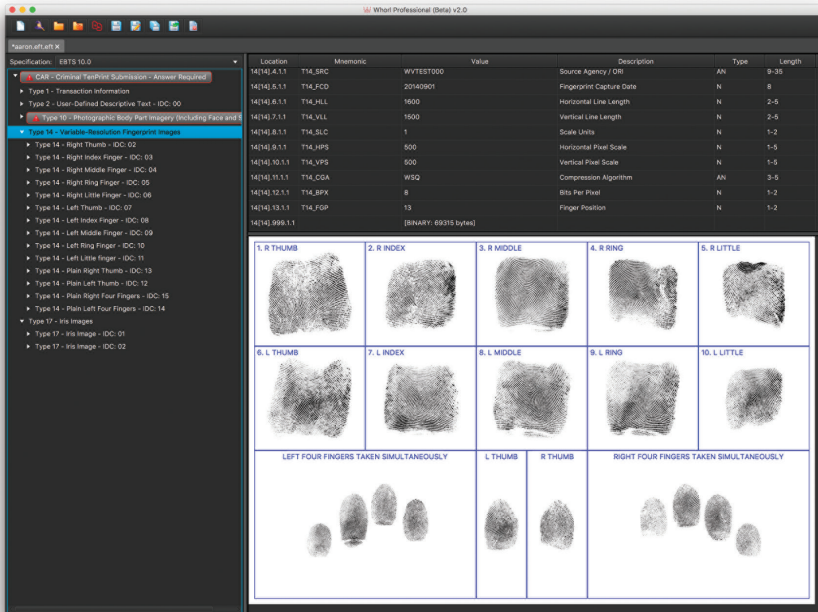 Whorl Professional (Beta) v2.0
*aaron.eft.eft ×
Specification: EBTS 10.0
CAR - Criminal TenPrint Submission - Answer Required
Type 1 - Transaction Information
Type 2 - User-Defined Descriptive Text - IDC: 00
Type 10 - Photographic Body Part Imagery (Including Face and S
Type 14 - Variable-Resolution Fingerprint Images
Type 14 - Right Thumb - IDC: 02
Type 14 - Right Index Finger - IDC: 03
Type 14 - Right Middle Finger - IDC: 04
Type 14 - Right Ring Finger - IDC: 05
Type 14 - Right Little Finger - IDC: 06
Type 14 - Left Thumb - IDC: 07
Type 14 - Left Index Finger - IDC: 08
Type 14 - Left Middle Finger - IDC: 09
Type 14 - Left Ring Finger - IDC: 10
Type 14 - Left Little finger - IDC: 11
Type 14 - Plain Right Thumb - IDC: 13
Type 14 - Plain Left Thumb - IDC: 12
Type 14 - Plain Right Four Fingers - IDC: 15
Type 14 - Plain Left Four Fingers - IDC: 14
Type 17 - Iris Images
Type 17 - Iris Image - IDC: 01
Type 17 - Iris Image - IDC: 02
Location Mnemonic Value Description Type Length
14[14].4.1.1 T14_SRC WVTEST000 Source Agency / ORI AN 9-35
14[14].5.1.1 T14_FCD 20140901 Fingerprint Capture Date N 8
14[14].6.1.1 T14_HLL 1600 Horizontal Line Length N 2-5
14[14].7.1.1 T14_VLL 1500 Vertical Line Length N 2-5
14[14].8.1.1 T14_SLC 1 Scale Units N 1-2
14[14].9.1.1 T14_HPS 500 Horizontal Pixel Scale N 1-5
14[14].10.1.1 T14_VPS 500 Vertical Pixel Scale N 1-5
14[14].11.1.1 T14_CGA WSQ Compression Algorithm AN 3-5
14[14].12.1.1 T14_BPX 8 Bits Per Pixel N 1-2
14[14].13.1.1 T14_FGP 13 Finger Position N 1-2
14[14].999.1.1 [BINARY: 69315 bytes]
1. R THUMB 2. R INDEX 3. R MIDDLE 4. R RING 5. R LITTLE
6. L THUMB 7. L INDEX 8. L MIDDLE 9. L RING 10. L LITTLE
LEFT FOUR FINGERS TAKEN SIMULTANEOUSLY L THUMB R THUMB RIGHT FOUR FINGERS TAKEN SIMULTANEOUSLY